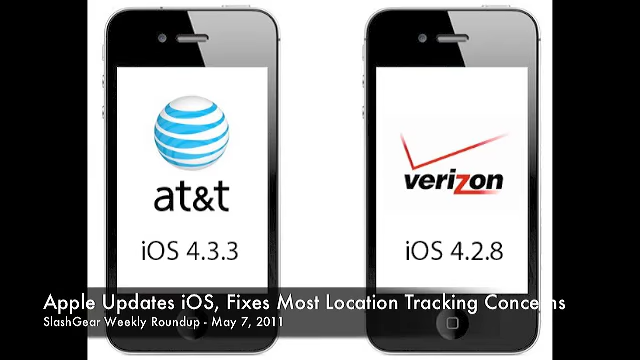 at&t
iOS 4.3.3
verizon
iOS 4.2.8
Apple Updates iOS, Fixes Most Location Tracking Concerns
SlashGear Weekly Roundup - May 7, 2011